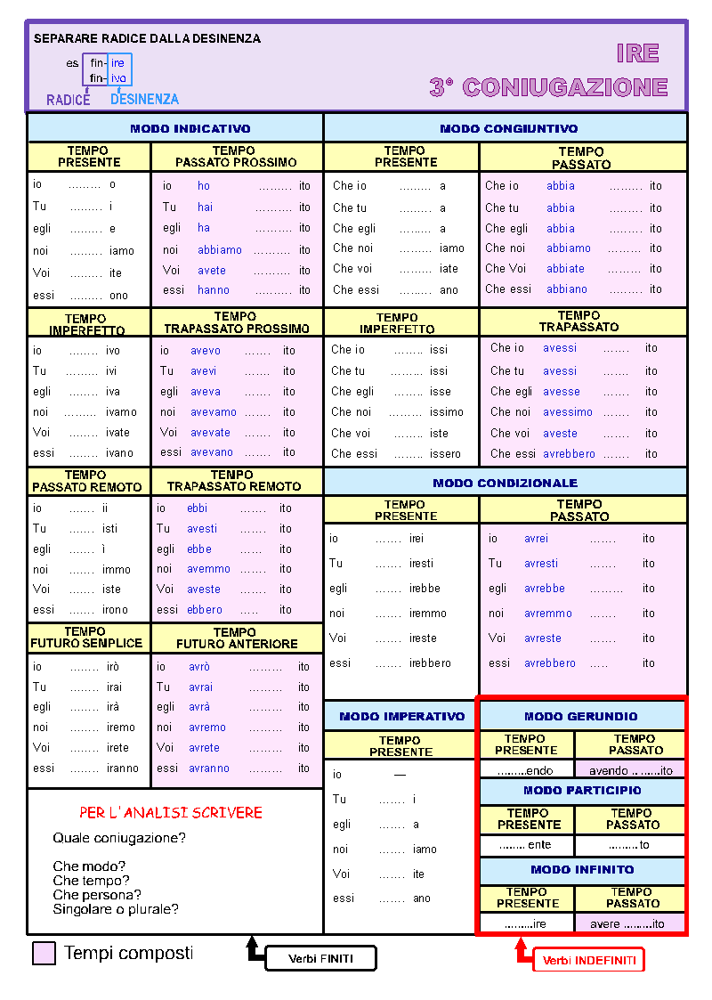 SEPARARE RADICE DALLA DESINENZA
es fin- ire
fin- ivo
RADICE DESINENZA
IRE
3° CONIUGAZIONE
MODO INDICATIVO
TEMPO PRESENTE
io ......... o
Tu ......... i
egli ......... e
noi ......... iamo
Voi ......... ite
essi ......... ono
TEMPO PASSATO PROSSIMO
io ho ......... ito
Tu hai .......... ito
egli ha .......... ito
noi abbiamo .......... ito
Voi avete .......... ito
essi hanno .......... ito
TEMPO IMPERFETTO
io ........ ivo
Tu ......... ivi
egli ........ iva
noi ......... ivamo
Voi ........ ivate
essi ........ ivano
TEMPO TRAPASSATO PROSSIMO
io avevo ....... ito
Tu avevi ....... ito
egli aveva ....... ito
noi avevamo ....... ito
Voi avevate ....... ito
essi avevano ....... ito
TEMPO PASSATO REMOTO
io ....... ii
Tu ....... isti
egli ....... ì
noi ....... immo
Voi ....... iste
essi ....... irono
TEMPO TRAPASSATO REMOTO
io ebbi ....... ito
Tu avesti ....... ito
egli ebbe ...... ito
noi avemmo ....... ito
Voi aveste ....... ito
essi ebbero ..... ito
TEMPO FUTURO SEMPLICE
io ........ irò
Tu ........ irai
egli ........ irà
noi ........ iremo
Voi ........ irete
essi ........ iranno
TEMPO FUTURO ANTERIORE
io avrò ......... ito
Tu avrai ......... ito
egli avrà ......... ito
noi avremo ......... ito
Voi avrete ......... ito
essi avranno ......... ito
PER L'ANALISI SCRIVERE
Quale coniugazione?
Che modo?
Che tempo?
Che persona?
Singolare o plurale?
MODO CONGIUNTIVO
TEMPO PRESENTE
Che io ......... a
Che tu ......... a
Che egli ......... a
Che noi ......... iamo
Che voi ......... iate
Che essi ......... ano
TEMPO PASSATO
Che io abbia ......... ito
Che tu abbia ......... ito
Che egli abbia ......... ito
Che noi abbiamo ......... ito
Che Voi abbiate ......... ito
Che essi abbiano ......... ito
TEMPO IMPERFETTO
Che io ........ issi
Che tu ......... issi
Che egli ........ isse
Che noi ......... issimo
Che voi ........ iste
Che essi ........ issero
TEMPO TRAPASSATO
Che io avessi ....... ito
Che tu avessi ....... ito
Che egli avesse ....... ito
Che noi avessimo ....... ito
Che voi aveste ....... ito
Che essi avrebbero ....... ito
MODO CONDIZIONALE
TEMPO PRESENTE
io ....... irei
Tu ....... iresti
egli ....... irebbe
noi ....... iremmo
Voi ....... ireste
essi ....... irebbero
TEMPO PASSATO
io avrei ....... ito
Tu avresti ....... ito
egli avrebbe ......... ito
noi avremmo ....... ito
Voi avreste ....... ito
essi avrebbero ..... ito
MODO IMPERATIVO
TEMPO PRESENTE
io —
Tu ....... i
egli ....... a
noi ....... iamo
Voi ....... ite
essi ....... ano
MODO GERUNDIO
TEMPO PRESENTE
.........endo
TEMPO PASSATO
avendo .. ......ito
MODO PARTICIPIO
TEMPO PRESENTE
........ ente
TEMPO PASSATO
......... to
MODO INFINITO
TEMPO PRESENTE
.........ire
TEMPO PASSATO
avere .........ito
Tempi composti
Verbi FINITI
Verbi INDEFINITI